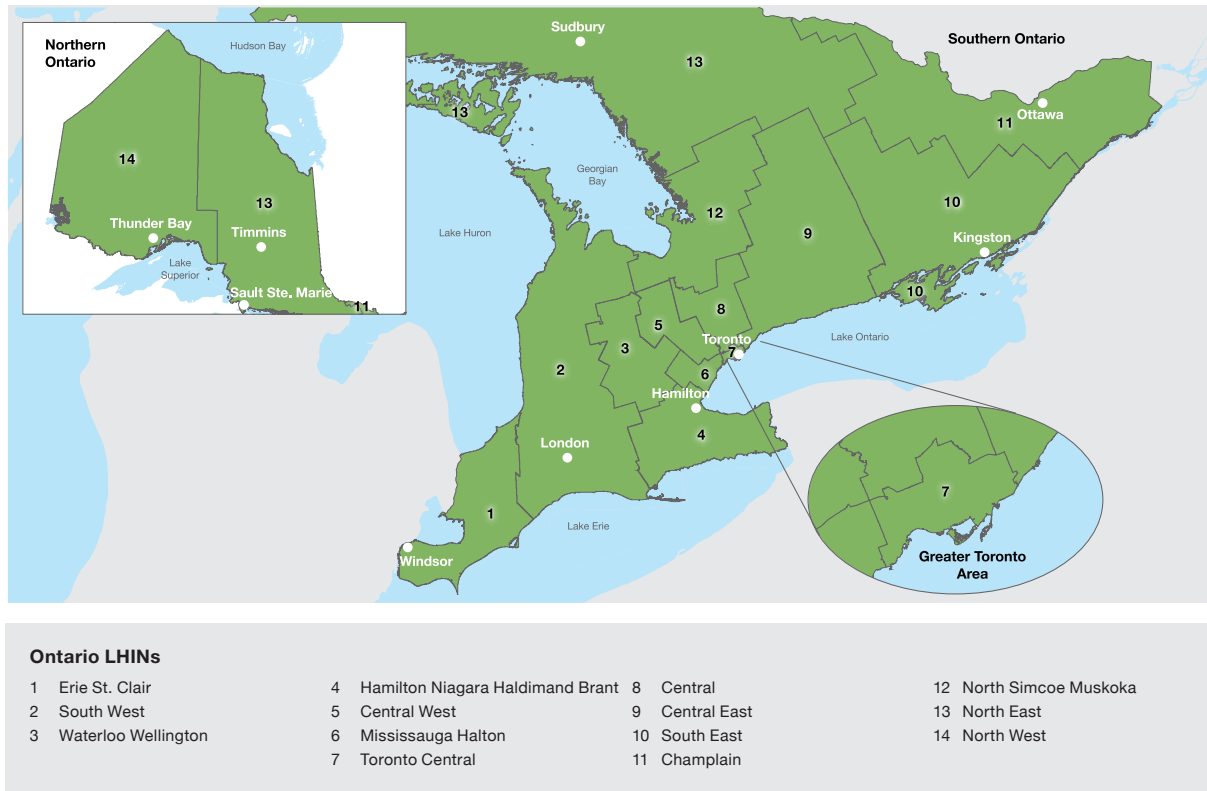 Northern
Ontario
Hudson Bay
14
13
Thunder Bay
Timmins
Lake
Superior
Sault Ste. Marie
11
Sudbury
Southern Ontario
13
13
11
Ottawa
Georgian
Bay
10
12
9
Lake Huron
Kingston
10
8
5
Toronto
Lake Ontario
3
7
2
6
Hamilton
4
London
7
1
Lake Erie
Greater Toronto
Area
Windsor
Ontario LHINs
1 Erie St. Clair
2 South West
3 Waterloo Wellington
4 Hamilton Niagara Haldimand Brant
5 Central West
6 Mississauga Halton
7 Toronto Central
8 Central
9 Central East
10 South East
11 Champlain
12 North Simcoe Muskoka
13 North East
14 North West